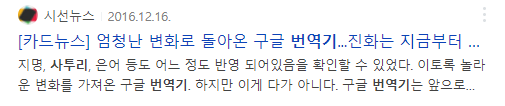 시선뉴스 2016.12.16.
[카드뉴스] 엄청난 변화로 돌아온 구글 번역기...진화는 지금부터 ...
지명, 사투리, 은어 등도 어느 정도 반영 되어있음을 확인할 수 있었다. 이토록 놀라
운 변화를 가져온 구글 번역기. 하지만 이게 다가 아니다. 구글 번역기는 앞으로...